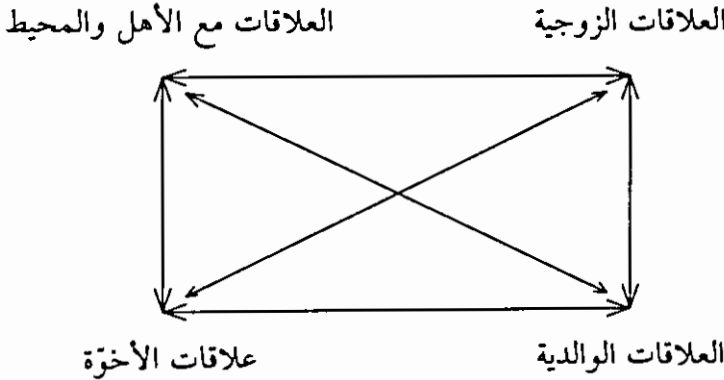 العلاقات الزوجية
العلاقات مع الأهل والمحيط
العلاقات الوالدية
علاقات الأخوّة